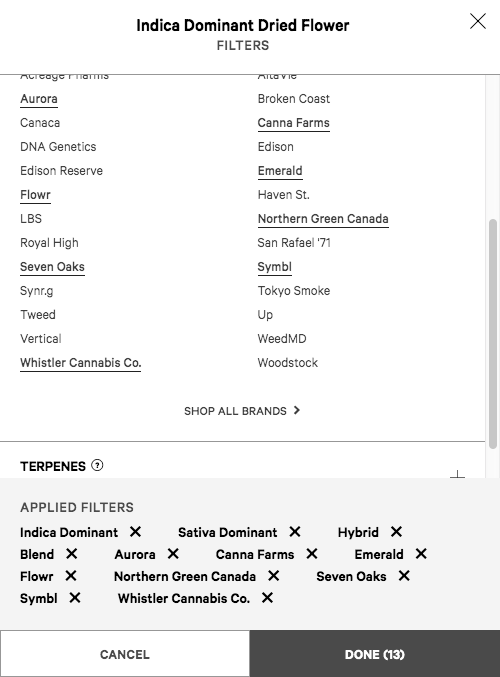 Indica Dominant Dried Flower
FILTERS
Acreage Pharms AltaVie
Aurora Broken Coast
Canaca Canna Farms
DNA Genetics Edison
Edison Reserve Emerald
Flowr Haven St.
LBS Northern Green Canada
Royal High San Rafael '71
Seven Oaks Symbl
Synr.g Tokyo Smoke
Tweed Up
Vertical WeedMD
Whistler Cannabis Co. Woodstock
SHOP ALL BRANDS
TERPENES ?
APPLIED FILTERS
Indica Dominant Sativa Dominant Hybrid
Blend Aurora Canna Farms Emerald
Flowr Northern Green Canada Seven Oaks
Symbl Whistler Cannabis Co.
CANCEL DONE (13)